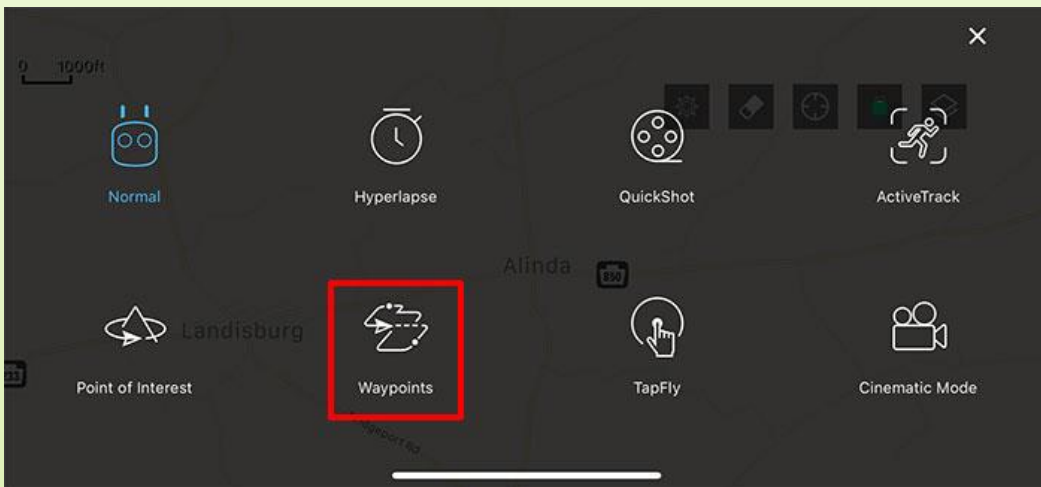 0 1000ft
Normal
Hyperlapse
QuickShot
ActiveTrack
Alinda
850
Landisburg
Point of Interest
Waypoints
TapFly
Cinematic Mode